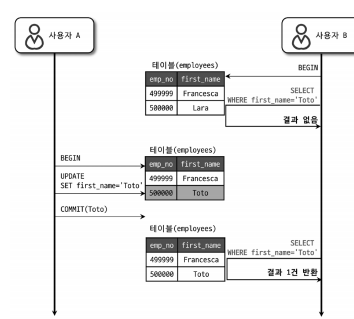 사용자 A
사용자 B
테이블(employees)
BEGIN
emp_no first_name
499999 Francesca
500000 Lara
SELECT
WHERE first_name='Toto'
결과 없음
BEGIN
테이블(employees)
emp_no first_name
499999 Francesca
500000 Toto
UPDATE
SET first_name='Toto'
COMMIT(Toto)
테이블(employees)
emp_no first_name
499999 Francesca
500000 Toto
SELECT
WHERE first_name='Toto'
결과 1건 반환